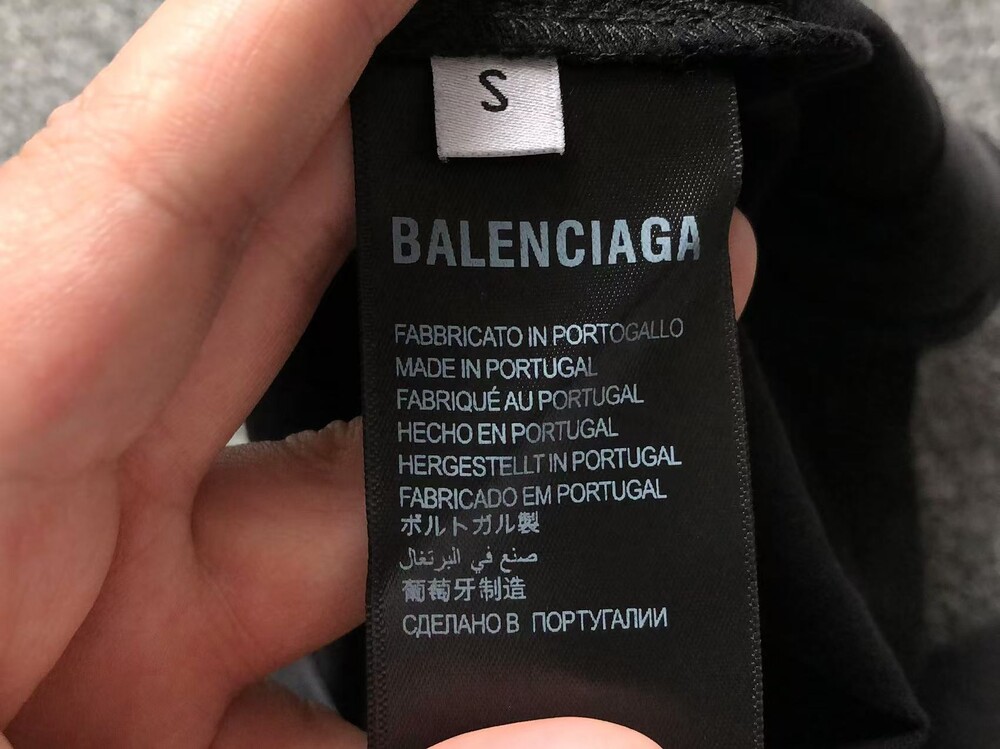 S
BALENCIAGA
FABBRICATO IN PORTOGALLO
MADE IN PORTUGAL
FABRIQUÉ AU PORTUGAL
HECHO EN PORTUGAL
HERGESTELLT IN PORTUGAL
FABRICADO EM PORTUGAL
ポルトガル製
صنع في البرتغال
葡萄牙制造
СДЕЛАНО В ПОРТУГАЛИИ